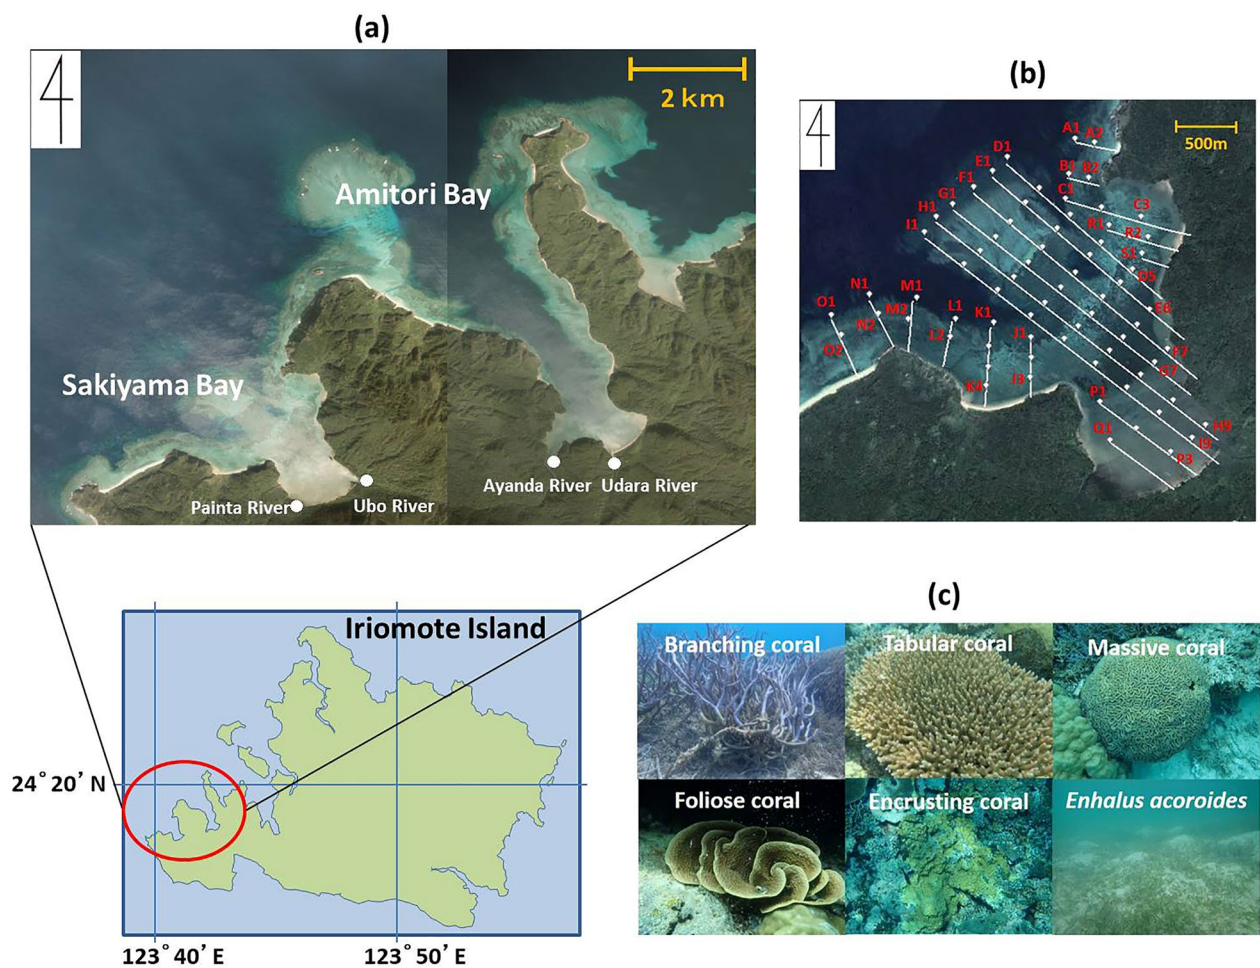 (a)
4
2 km
Amitori Bay
Sakiyama Bay
Painta River
Ubo River
Ayanda River
Udara River
(b)
4
500m
A1
A2
B1
B2
C1
C3
D1
E1
F1
G1
H1
I1
R1
R2
S1
D5
E6
F7
G7
H9
I9
P1
P3
Q1
O1
O2
N1
N2
M1
M2
L1
L2
K1
K4
J1
J3
Iriomote Island
24° 20' N
123° 40' E
123° 50' E
(c)
Branching coral
Tabular coral
Massive coral
Foliose coral
Encrusting coral
Enhalus acoroides